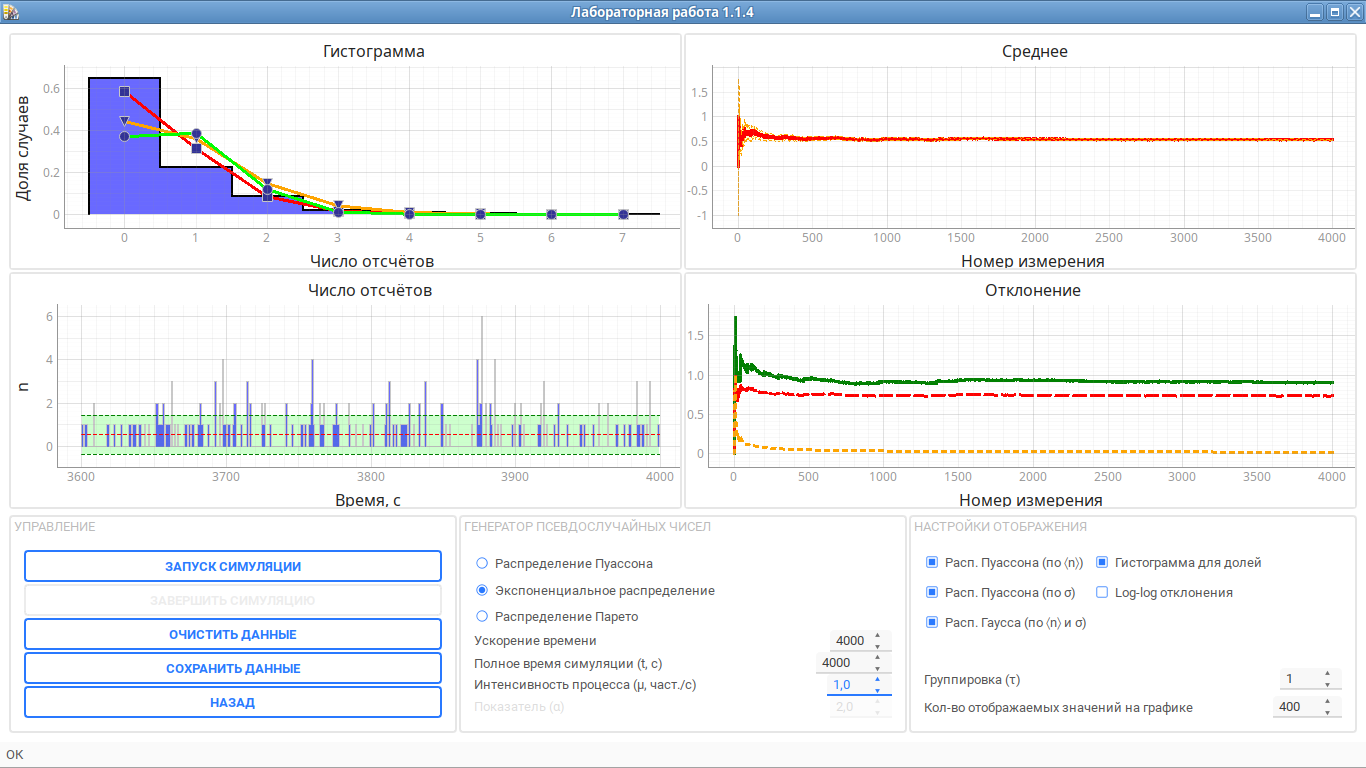 Лабораторная работа 1.1.4
Гистограмма
Доля случаев
0.6
0.4
0.2
0
0 1 2 3 4 5 6 7
Число отсчётов
Среднее
1.5
1
0.5
0
-0.5
-1
0 500 1000 1500 2000 2500 3000 3500 4000
Номер измерения
Число отсчётов
n
6
4
2
0
3600 3700 3800 3900 4000
Время, с
Отклонение
1.5
1.0
0.5
0
0 500 1000 1500 2000 2500 3000 3500 4000
Номер измерения
УПРАВЛЕНИЕ
ЗАПУСК СИМУЛЯЦИИ
ЗАВЕРШИТЬ СИМУЛЯЦИЮ
ОЧИСТИТЬ ДАННЫЕ
СОХРАНИТЬ ДАННЫЕ
НАЗАД
ГЕНЕРАТОР ПСЕВДОСЛУЧАЙНЫХ ЧИСЕЛ
Распределение Пуассона
Экспоненциальное распределение
Распределение Парето
Ускорение времени 4000
Полное время симуляции (t, с) 4000
Интенсивность процесса (μ, част./с) 1,0
Показатель (α) 2,0
НАСТРОЙКИ ОТОБРАЖЕНИЯ
Расп. Пуассона (по ⟨n⟩) Гистограмма для долей
Расп. Пуассона (по σ) Log-log отклонения
Расп. Гаусса (по ⟨n⟩ и σ)
Группировка (τ) 1
Кол-во отображаемых значений на графике 400
ОК